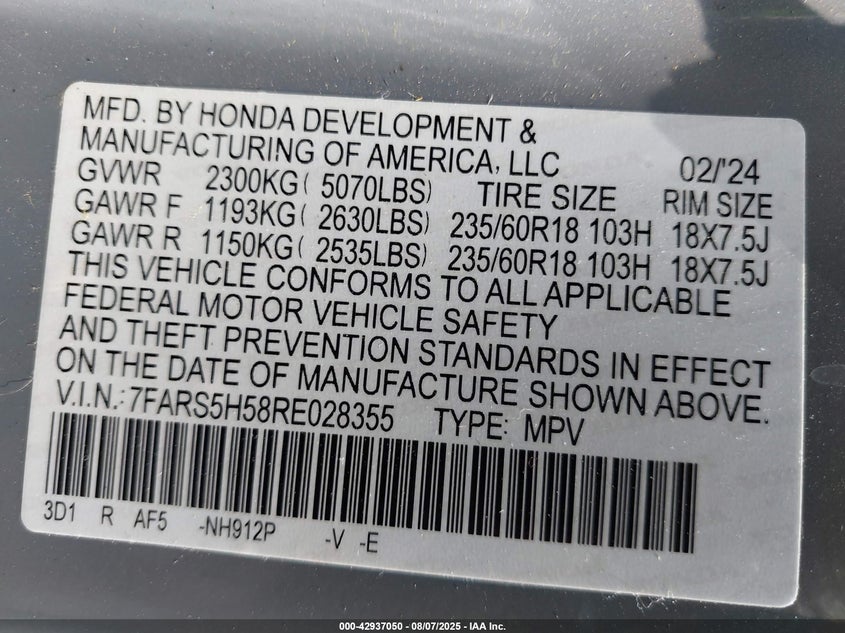 MFD. BY HONDA DEVELOPMENT &
MANUFACTURING OF AMERICA, LLC 02/'24
GVWR 2300KG( 5070LBS) TIRE SIZE RIM SIZE
GAWR F 1193KG( 2630LBS) 235/60R18 103H 18X7.5J
GAWR R 1150KG( 2535LBS) 235/60R18 103H 18X7.5J
THIS VEHICLE CONFORMS TO ALL APPLICABLE
FEDERAL MOTOR VEHICLE SAFETY
AND THEFT PREVENTION STANDARDS IN EFFECT
ON THE DATE OF MANUFACTURE SHOWN ABOVE.
V.I.N.: 7FARS5H58RE028355 TYPE: MPV
3D1 R AF5 -NH912P -V -E
000-42937050 - 08/07/2025 - IAA Inc.